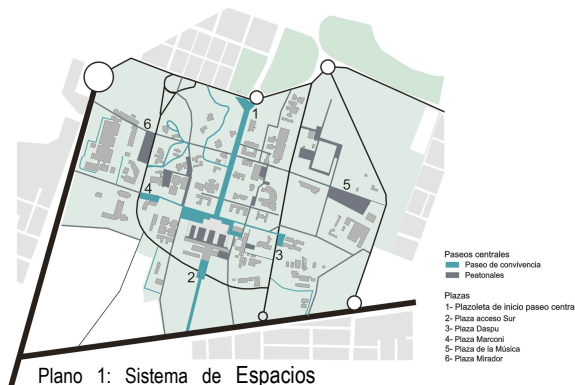 1
6
5
4
3
2
Paseos centrales
Paseo de convivencia
Peatonales
Plazas
1- Plazoleta de inicio paseo centra
2- Plaza acceso Sur
3- Plaza Daspu
4- Plaza Marconi
5- Plaza de la Música
6- Plaza Mirador
Plano 1: Sistema de Espacios